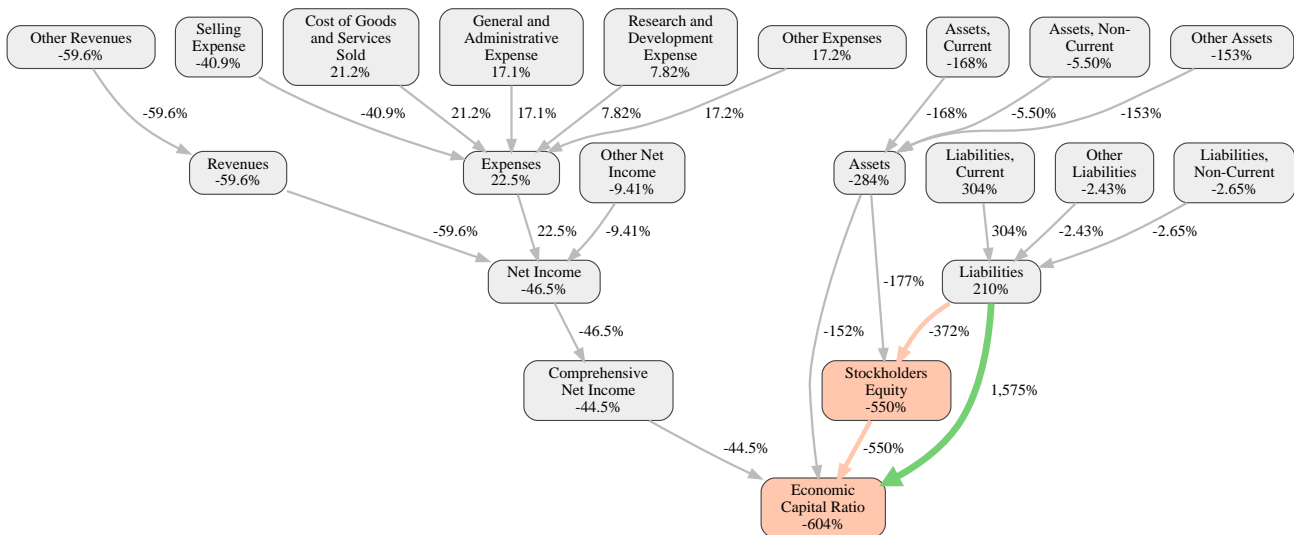 Other Revenues
-59.6%
Selling
Expense
-40.9%
Cost of Goods
and Services
Sold
21.2%
General and
Administrative
Expense
17.1%
Research and
Development
Expense
7.82%
Other Expenses
17.2%
Assets,
Current
-168%
Assets, Non-
Current
-5.50%
Other Assets
-153%
-59.6%
-40.9%
21.2%
17.1%
7.82%
17.2%
-168%
-5.50%
-153%
Revenues
-59.6%
Expenses
22.5%
Other Net
Income
-9.41%
Assets
-284%
Liabilities,
Current
304%
Other
Liabilities
-2.43%
Liabilities,
Non-Current
-2.65%
-59.6%
22.5%
-9.41%
304%
-2.43%
-2.65%
Net Income
-46.5%
-177%
Liabilities
210%
-46.5%
-152%
-372%
Comprehensive
Net Income
-44.5%
Stockholders
Equity
-550%
1,575%
-44.5%
-550%
Economic
Capital Ratio
-604%